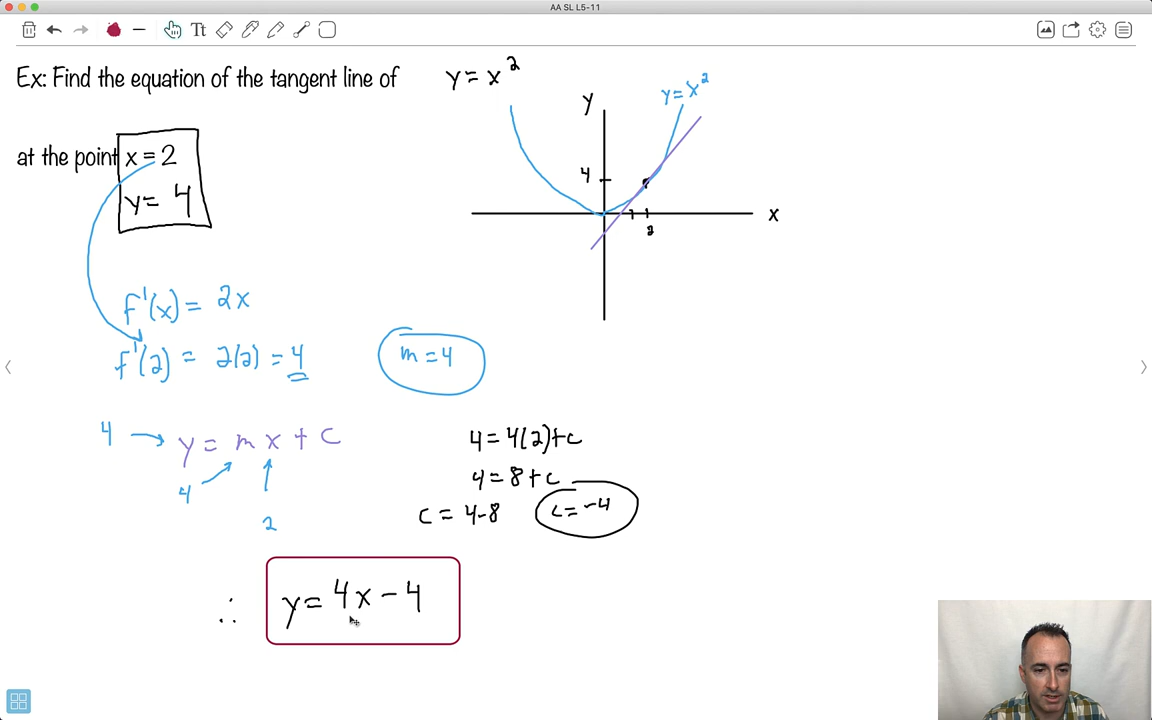 AA SL L5-11
Tt
Ex: Find the equation of the tangent line of y = x²
at the point x = 2
y = 4
y
y = x²
4
x
2
f'(x) = 2x
f'(2) = 2(2) = 4
m = 4
4 → y = mx + c
4
2
4 = 4(2) + c
4 = 8 + c
c = 4 - 8
c = -4
∴ y = 4x - 4